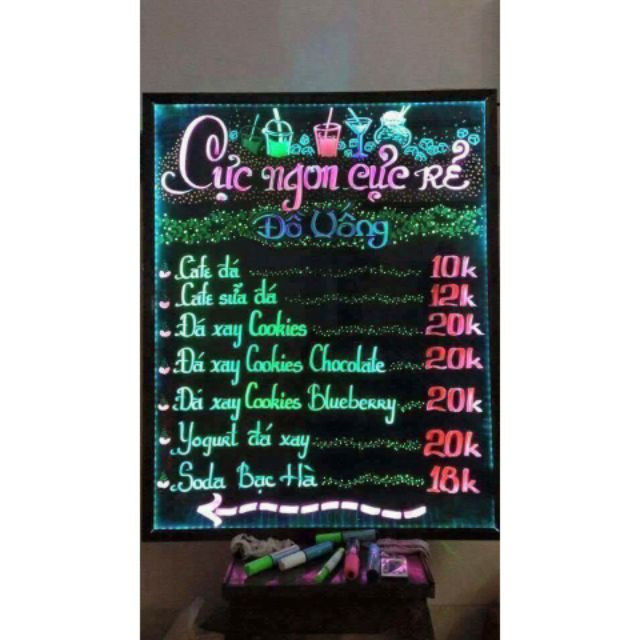 Cực ngon cực RẺ
Đồ Uống
Cafe đá 10k
Cafe sữa đá 12k
Đá xay Cookies 20k
Đá xay Cookies Chocolate 20k
Đá xay Cookies Blueberry 20k
Yogurt đá xay 20k
Soda Bạc Hà 18k